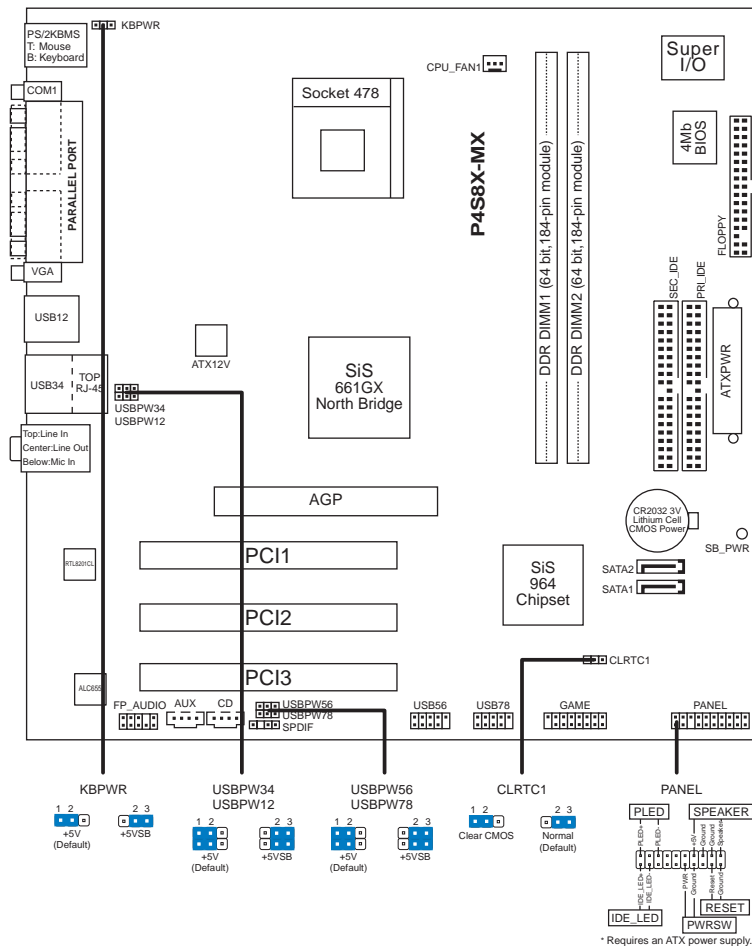 PS/2KBMS
T: Mouse
B: Keyboard
KBPWR
CPU_FAN1
Super
I/O
COM1
Socket 478
4Mb
BIOS
PARALLEL PORT
P4S8X-MX
DDR DIMM1 (64 bit,184-pin module)
DDR DIMM2 (64 bit,184-pin module)
FLOPPY
VGA
SEC_IDE
PRI_IDE
USB12
ATX12V
SiS
661GX
North Bridge
ATXPWR
USB34
TOP
RJ-45
USBPW34
USBPW12
Top:Line In
Center:Line Out
Below:Mic In
AGP
CR2032 3V
Lithium Cell
CMOS Power
SB_PWR
RTL8201CL
PCI1
SiS
964
Chipset
SATA2
SATA1
PCI2
CLRTC1
PCI3
ALC655
FP_AUDIO
AUX
CD
USBPW56
USBPW78
SPDIF
USB56
USB78
GAME
PANEL
KBPWR
1 2
+5V
(Default)
2 3
+5VSB
USBPW34
USBPW12
1 2
+5V
(Default)
2 3
+5VSB
USBPW56
USBPW78
1 2
+5V
(Default)
2 3
+5VSB
CLRTC1
1 2
Clear CMOS
2 3
Normal
(Default)
PANEL
PLED
SPEAKER
PLED+
PLED-
+5V
Ground
Ground
Speaker
IDE_LED+
IDE_LED-
PWR
Ground
Reset
Ground
RESET
IDE_LED
PWRSW
* Requires an ATX power supply.